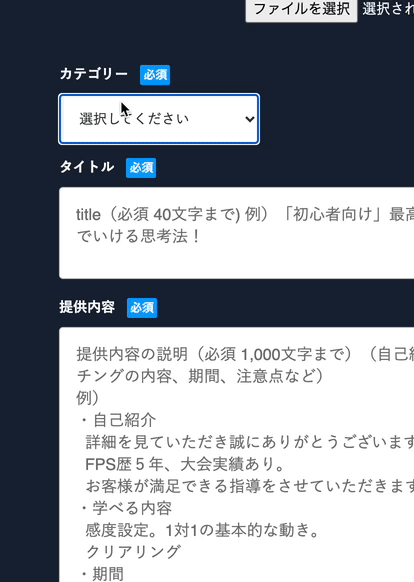 ファイルを選択 選択され
カテゴリー 必須
選択してください
タイトル 必須
title（必須 40文字まで) 例）「初心者向け」最高
でいける思考法！
提供内容 必須
提供内容の説明（必須 1,000文字まで）（自己紹
チングの内容、期間、注意点など）
例）
・自己紹介
詳細を見ていただき誠にありがとうございます
FPS歴５年、大会実績あり。
お客様が満足できる指導をさせていただきます
・学べる内容
感度設定。1対1の基本的な動き。
クリアリング
・期間